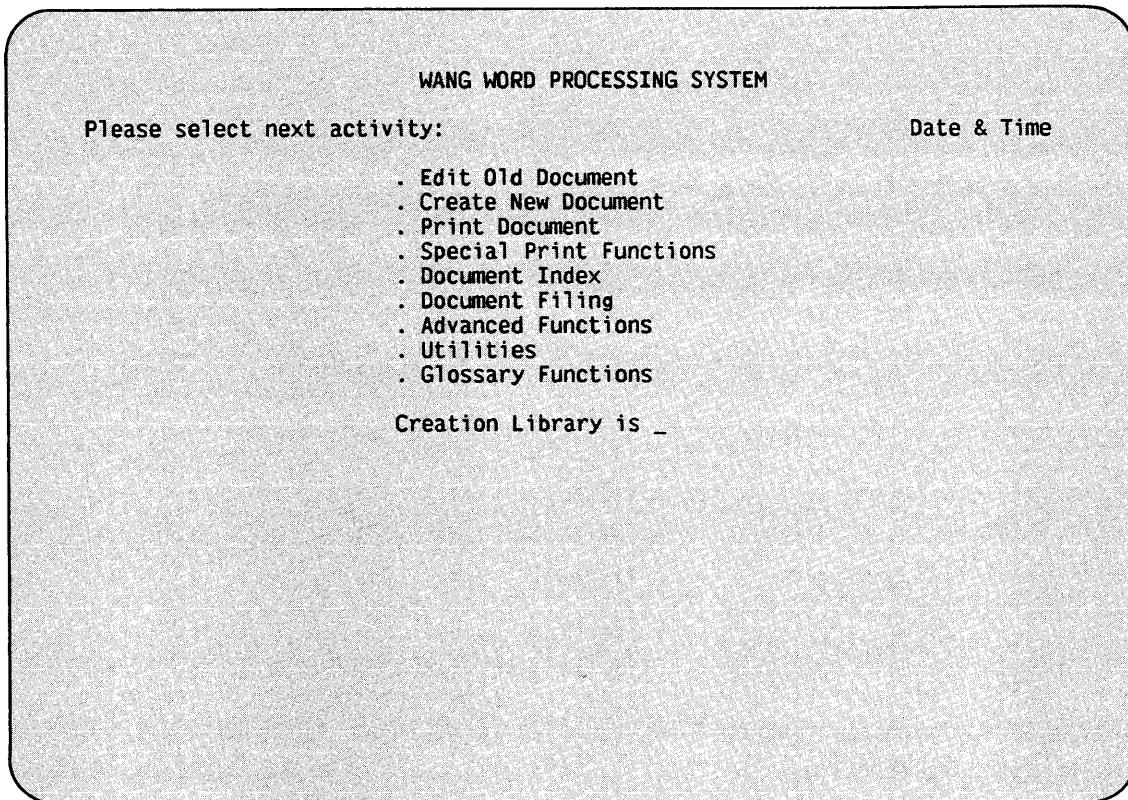 WANG WORD PROCESSING SYSTEM
Please select next activity: Date & Time
. Edit Old Document
. Create New Document
. Print Document
. Special Print Functions
. Document Index
. Document Filing
. Advanced Functions
. Utilities
. Glossary Functions
Creation Library is _